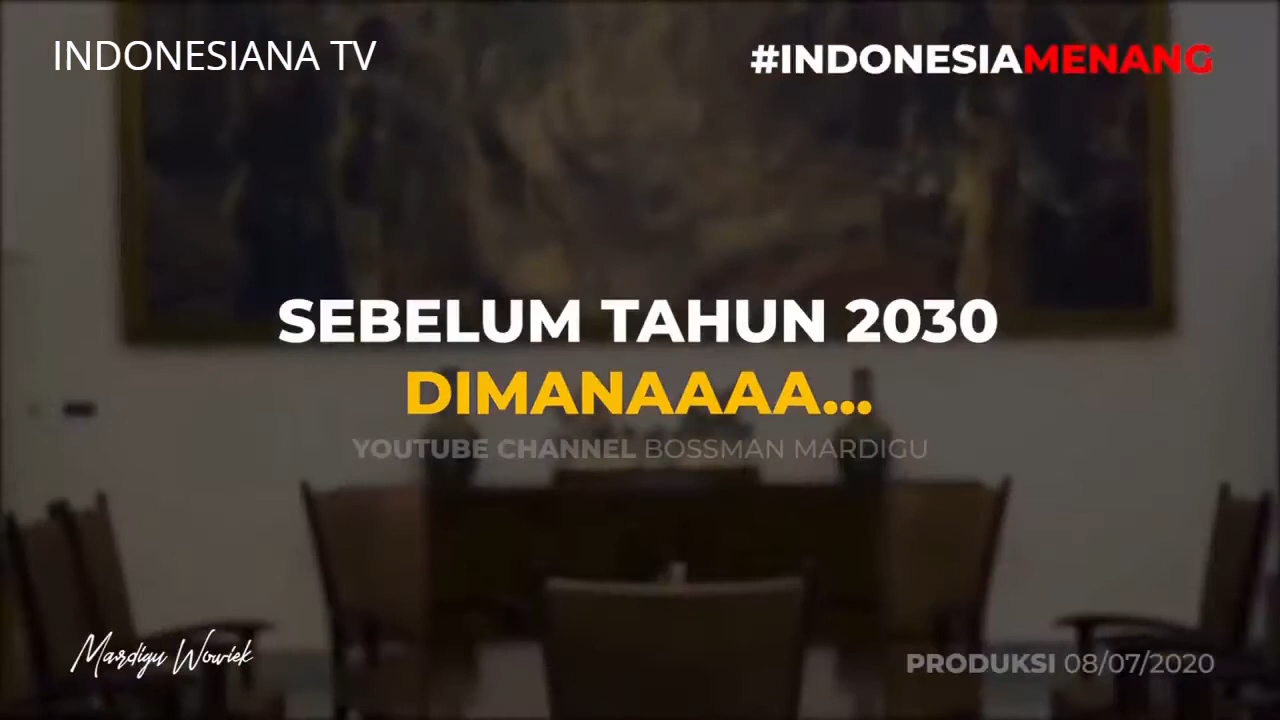 INDONESIANA TV
#INDONESIAMENANG
SEBELUM TAHUN 2030
DIMANAAAA...
YOUTUBE CHANNEL BOSSMAN MARDIGU
Mardigu Wowiek
PRODUKSI 08/07/2020